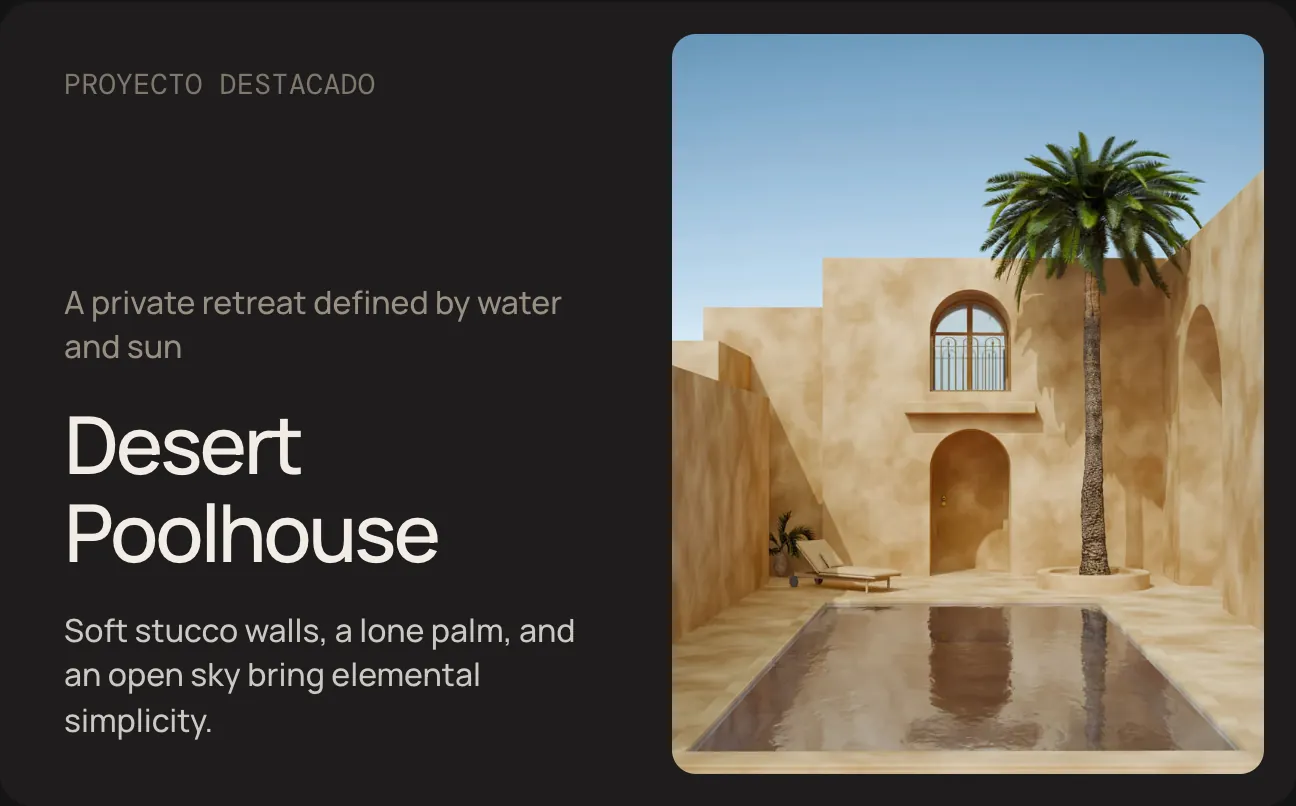 PROYECTO DESTACADO
A private retreat defined by water
and sun
Desert
Poolhouse
Soft stucco walls, a lone palm, and
an open sky bring elemental
simplicity.